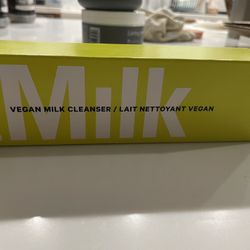 Milk
VEGAN MILK CLEANSER / LAIT NETTOYANT VEGAN